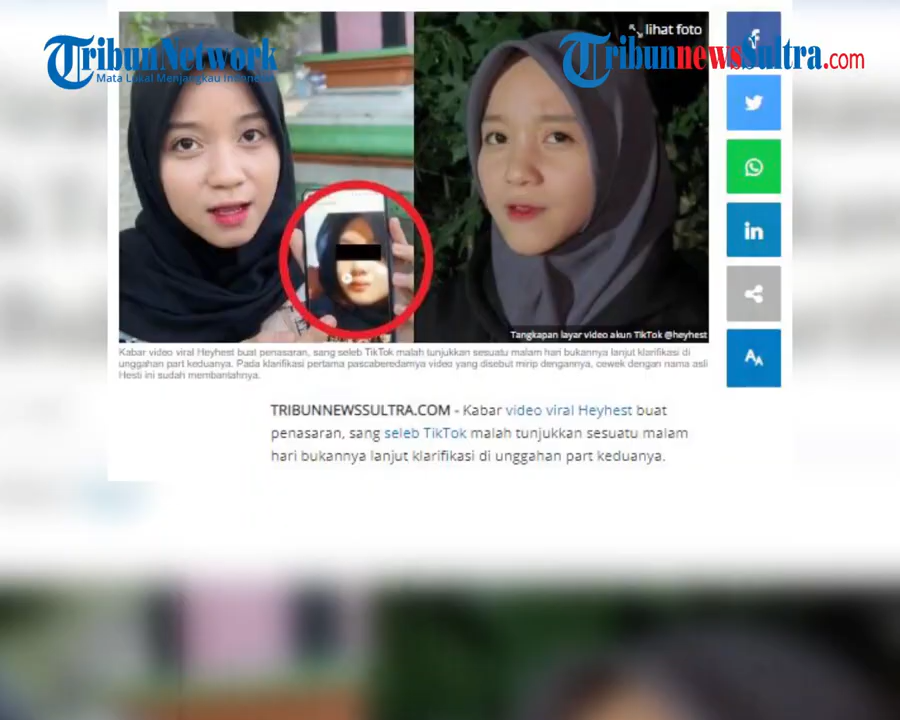 TribunNetwork
Mata Lokal Menjangkau Indonesia
lihat foto
TribunnewsSultra.com
Tangkapan layar video akun TikTok @heyhest
Kabar video viral Heyhest buat penasaran, sang seleb TikTok malah tunjukkan sesuatu malam hari bukannya lanjut klarifikasi di
unggahan part keduanya. Pada klarifikasi pertama pascaberedarnya video yang disebut mirip dengannya, cewek dengan nama asli
Hesti ini sudah membantahnya.
TRIBUNNEWSSULTRA.COM - Kabar video viral Heyhest buat
penasaran, sang seleb TikTok malah tunjukkan sesuatu malam
hari bukannya lanjut klarifikasi di unggahan part keduanya.